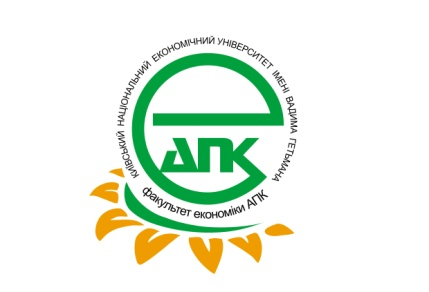 КИЇВСЬКИЙ НАЦІОНАЛЬНИЙ ЕКОНОМІЧНИЙ УНІВЕРСИТЕТ ІМЕНІ ВАДИМА ГЕТЬМАНА
АПК
факультет економіки АПК